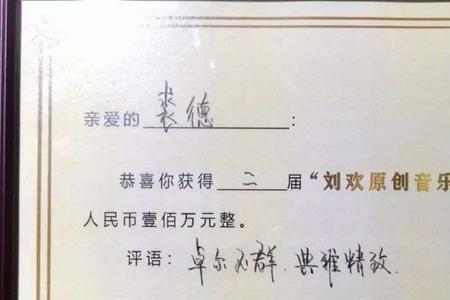 亲爱的裘德:
恭喜你获得二届“刘欢原创音乐
人民币壹佰万元整。
评语:卓尔不群.典雅精致.